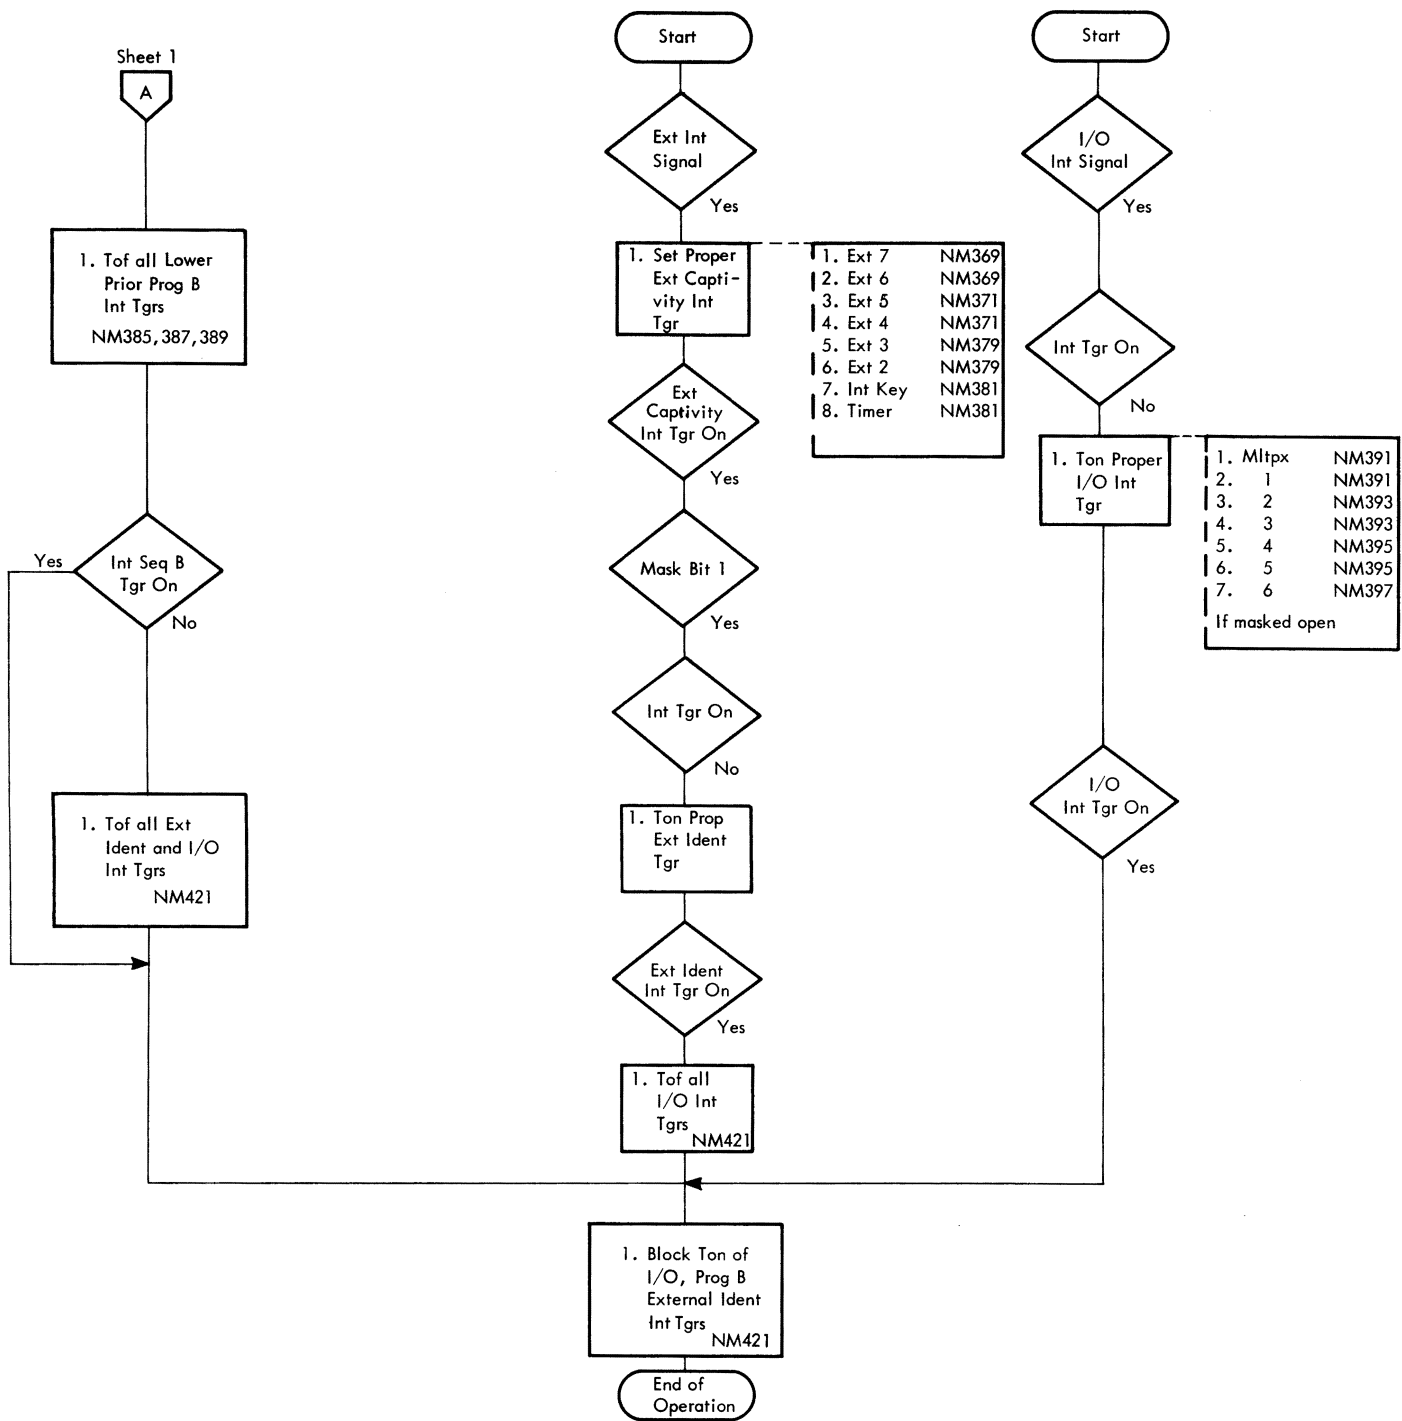 Sheet 1
A
1. Tof all Lower
Prior Prog B
Int Tgrs
NM385, 387, 389
Yes
Int Seq B
Tgr On
No
1. Tof all Ext
Ident and I/O
Int Tgrs
NM421
Start
Ext Int
Signal
Yes
1. Set Proper
Ext Capti-
vity Int
Tgr
1. Ext 7 NM369
2. Ext 6 NM369
3. Ext 5 NM371
4. Ext 4 NM371
5. Ext 3 NM379
6. Ext 2 NM379
7. Int Key NM381
8. Timer NM381
Ext
Captivity
Int Tgr On
Yes
Mask Bit 1
Yes
Int Tgr On
No
1. Ton Prop
Ext Ident
Tgr
Ext Ident
Int Tgr On
Yes
1. Tof all
I/O Int
Tgrs
NM421
Start
I/O
Int Signal
Yes
Int Tgr On
No
1. Ton Proper
I/O Int
Tgr
1. Mltpx NM391
2. 1 NM391
3. 2 NM393
4. 3 NM393
5. 4 NM395
6. 5 NM395
7. 6 NM397
If masked open
I/O
Int Tgr On
Yes
1. Block Ton of
I/O, Prog B
External Ident
Int Tgrs
NM421
End of
Operation